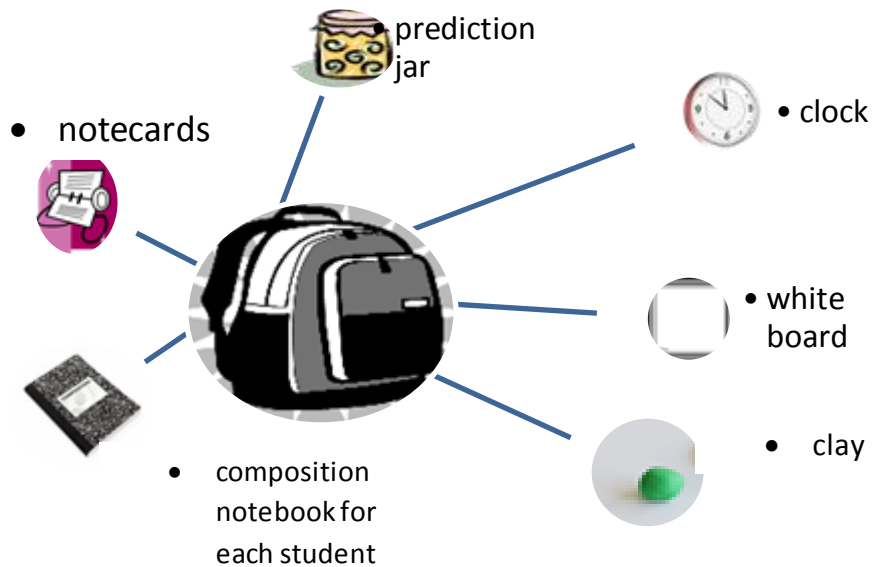 • prediction
jar
• notecards
• clock
• white
board
• clay
• composition
notebook for
each student